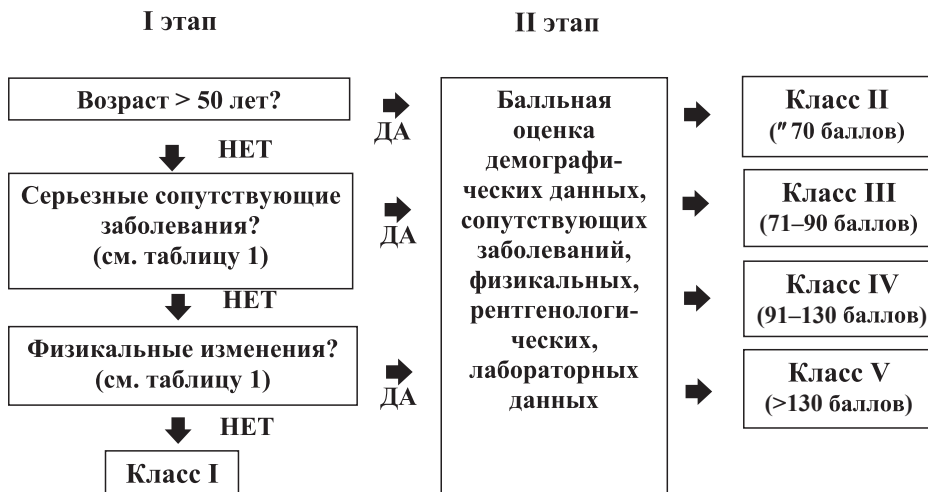 I этап
II этап
Возраст > 50 лет?
ДА
НЕТ
Серьезные сопутствующие
заболевания?
(см. таблицу 1)
ДА
НЕТ
Физикальные изменения?
(см. таблицу 1)
ДА
НЕТ
Класс I
Балльная
оценка
демографи-
ческих данных,
сопутствующих
заболеваний,
физикальных,
рентгенологи-
ческих,
лабораторных
данных
Класс II
(″70 баллов)
Класс III
(71–90 баллов)
Класс IV
(91–130 баллов)
Класс V
(>130 баллов)